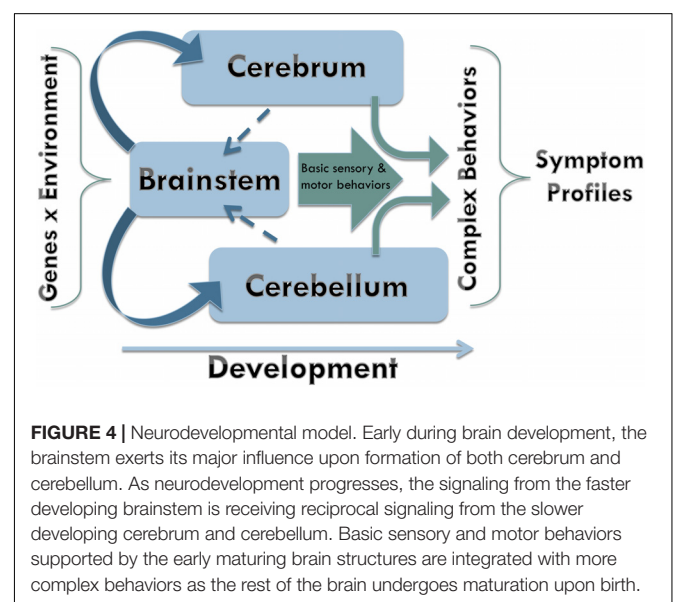 Genes x Environment
Cerebrum
Brainstem
Basic sensory &
motor behaviors
Cerebellum
Complex Behaviors
Symptom
Profiles
Development
FIGURE 4 | Neurodevelopmental model. Early during brain development, the
brainstem exerts its major influence upon formation of both cerebrum and
cerebellum. As neurodevelopment progresses, the signaling from the faster
developing brainstem is receiving reciprocal signaling from the slower
developing cerebrum and cerebellum. Basic sensory and motor behaviors
supported by the early maturing brain structures are integrated with more
complex behaviors as the rest of the brain undergoes maturation upon birth.